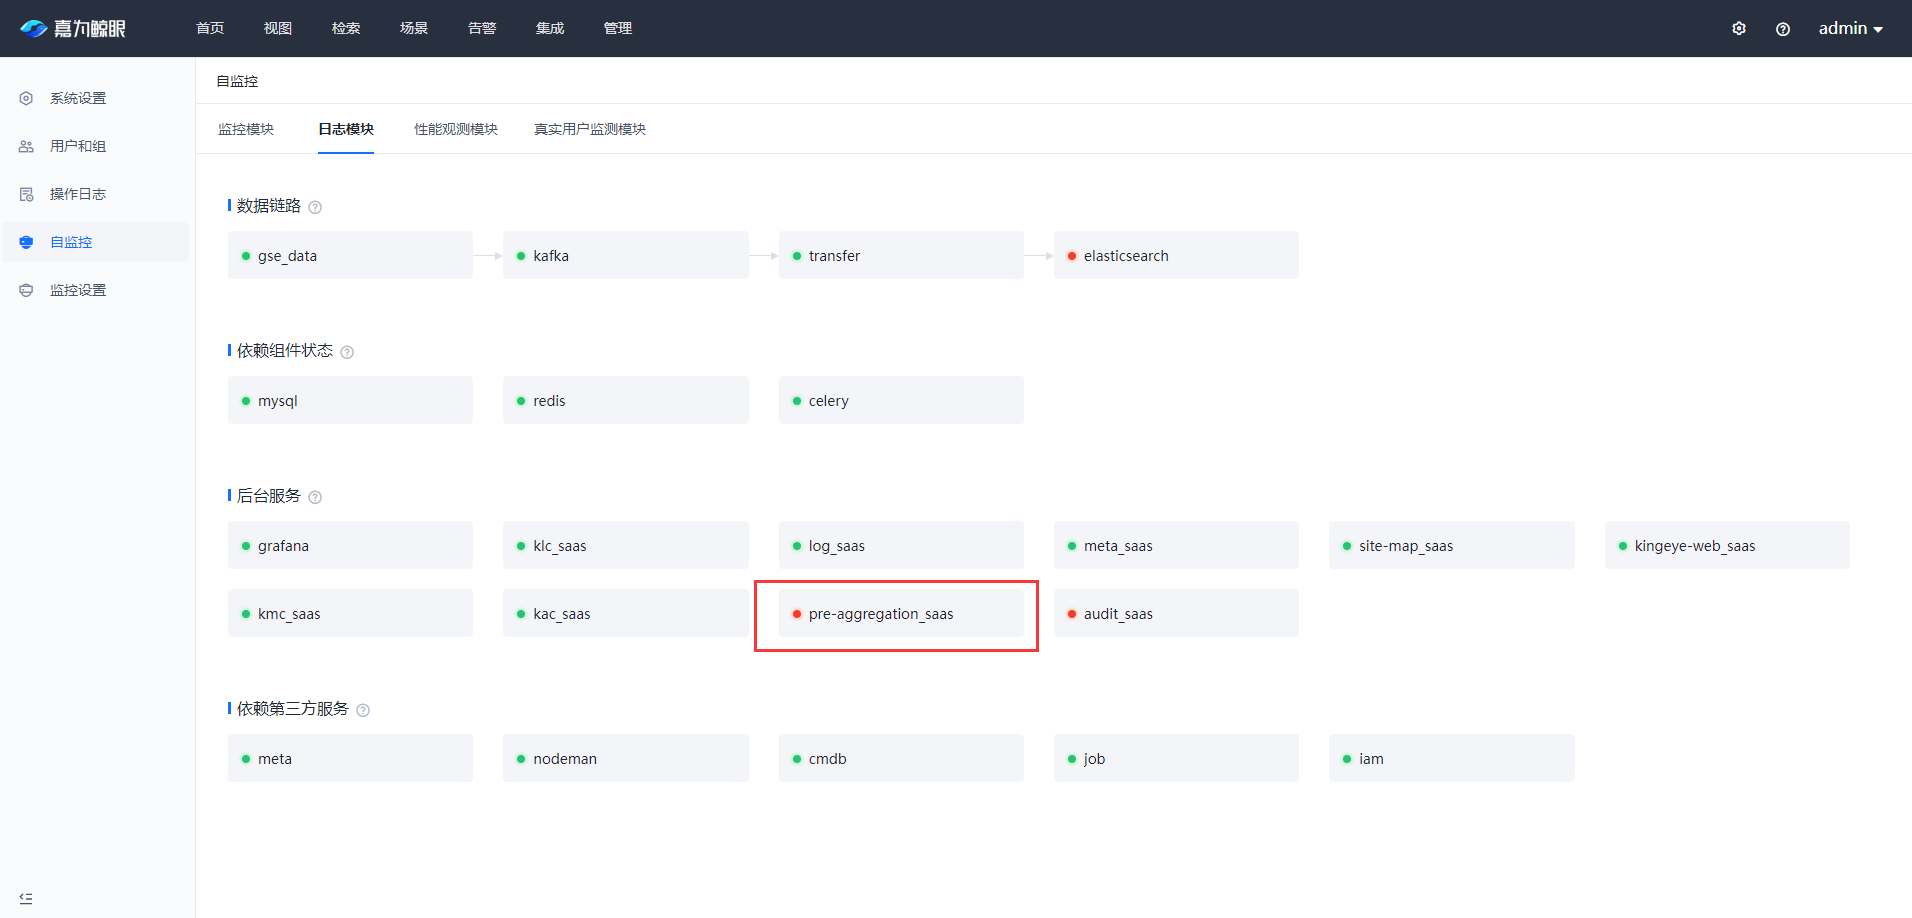 嘉为鲸眼
首页 视图 检索 场景 告警 集成 管理 admin
系统设置
用户和组
操作日志
自监控
监控设置
自监控
监控模块 日志模块 性能观测模块 真实用户监测模块
数据链路
gse_data kafka transfer elasticsearch
依赖组件状态
mysql redis celery
后台服务
grafana klc_saas log_saas meta_saas site-map_saas kingeye-web_saas
kmc_saas kac_saas pre-aggregation_saas audit_saas
依赖第三方服务
meta nodeman cmdb job iam